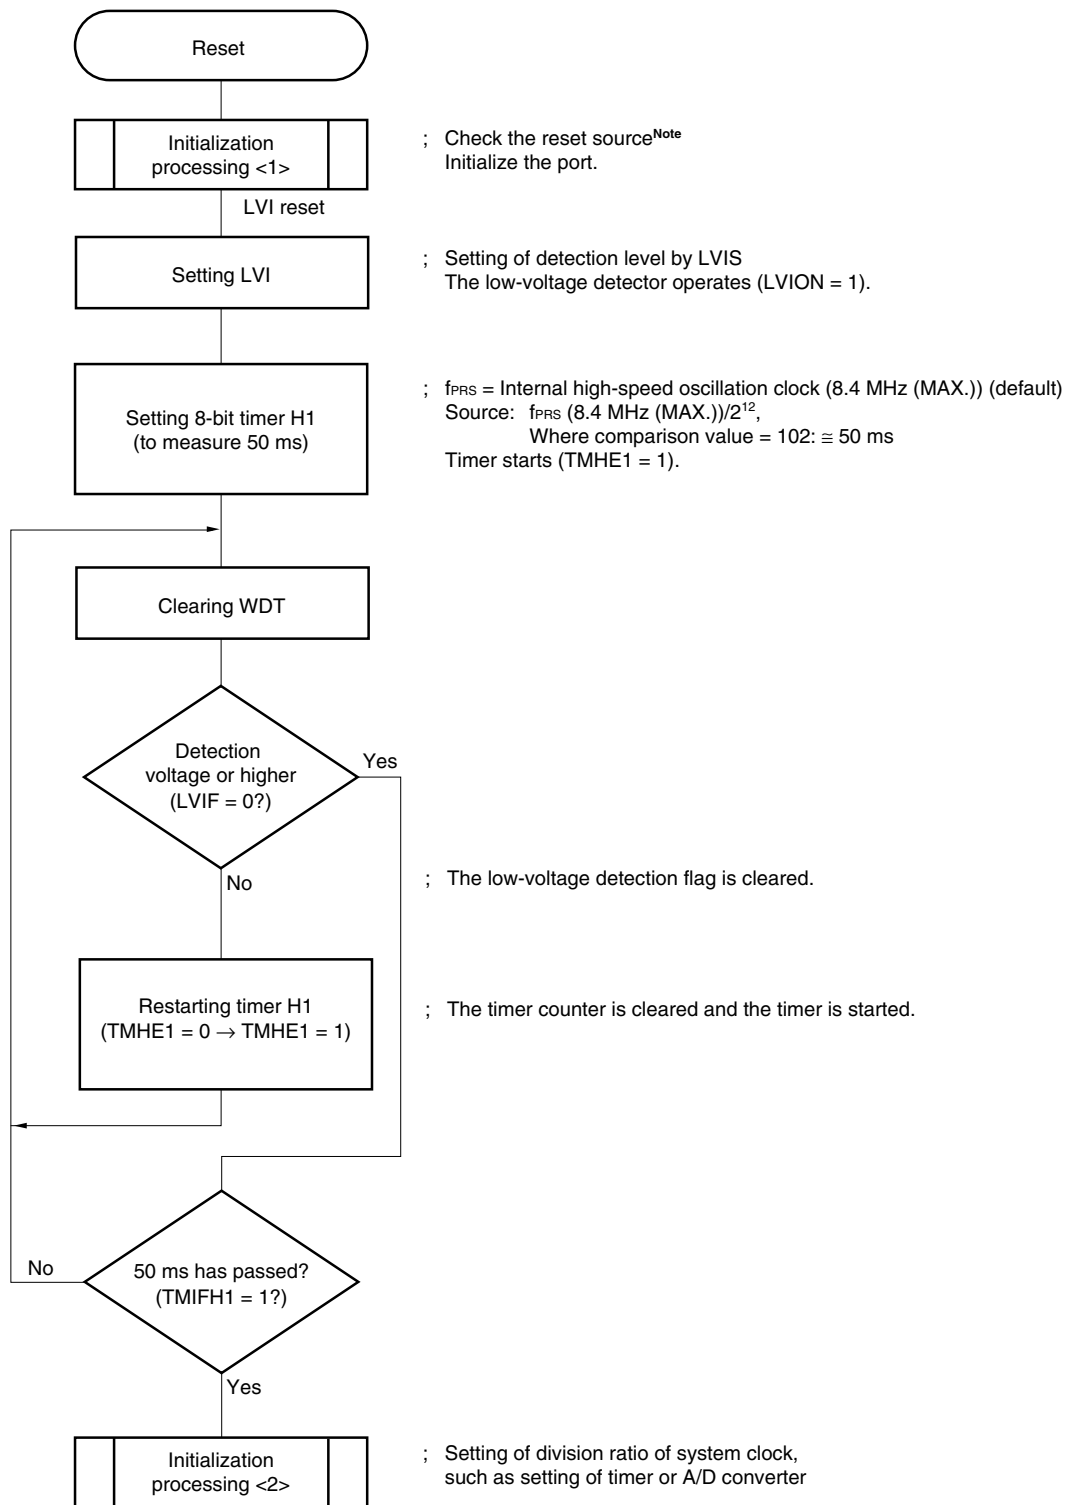 Reset
Initialization
processing <1>
; Check the reset sourceNote
Initialize the port.
LVI reset
Setting LVI
; Setting of detection level by LVIS
The low-voltage detector operates (LVION = 1).
Setting 8-bit timer H1
(to measure 50 ms)
; fPRS = Internal high-speed oscillation clock (8.4 MHz (MAX.)) (default)
Source: fPRS (8.4 MHz (MAX.))/2¹²,
Where comparison value = 102: ≅ 50 ms
Timer starts (TMHE1 = 1).
Clearing WDT
Detection
voltage or higher
(LVIF = 0?)
Yes
No
; The low-voltage detection flag is cleared.
Restarting timer H1
(TMHE1 = 0 → TMHE1 = 1)
; The timer counter is cleared and the timer is started.
No
50 ms has passed?
(TMIFH1 = 1?)
Yes
Initialization
processing <2>
; Setting of division ratio of system clock,
such as setting of timer or A/D converter